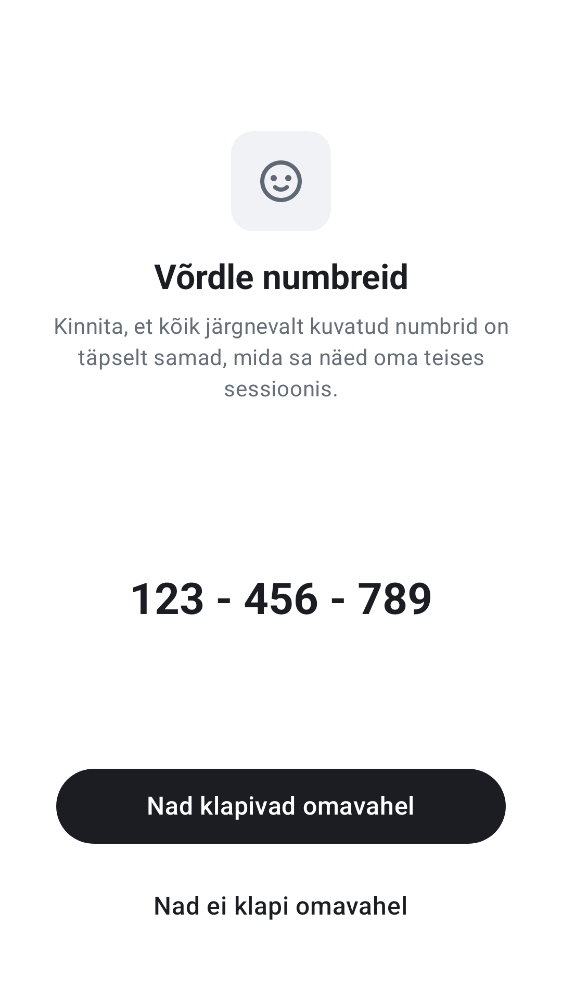 Võrdle numbreid
Kinnita, et kõik järgnevalt kuvatud numbrid on
täpselt samad, mida sa näed oma teises
sessioonis.
123 - 456 - 789
Nad klapivad omavahel
Nad ei klapi omavahel